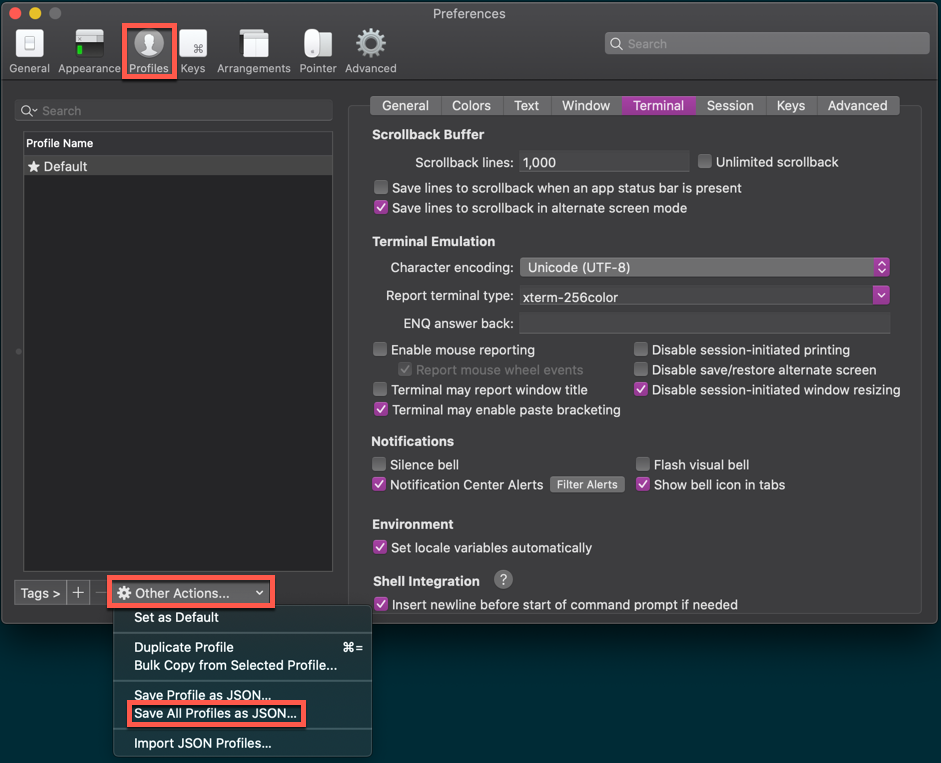 Preferences
General Appearance Profiles Keys Arrangements Pointer Advanced
Search
Search
Profile Name
Default
Tags >
+
Other Actions...
Set as Default
Duplicate Profile ⌘=
Bulk Copy from Selected Profile...
Save Profile as JSON...
Save All Profiles as JSON...
Import JSON Profiles...
General Colors Text Window Terminal Session Keys Advanced
Scrollback Buffer
Scrollback lines: 1,000 Unlimited scrollback
Save lines to scrollback when an app status bar is present
Save lines to scrollback in alternate screen mode
Terminal Emulation
Character encoding: Unicode (UTF-8)
Report terminal type: xterm-256color
ENQ answer back:
Enable mouse reporting Disable session-initiated printing
Report mouse wheel events Disable save/restore alternate screen
Terminal may report window title Disable session-initiated window resizing
Terminal may enable paste bracketing
Notifications
Silence bell Flash visual bell
Notification Center Alerts Filter Alerts Show bell icon in tabs
Environment
Set locale variables automatically
Shell Integration ?
Insert newline before start of command prompt if needed